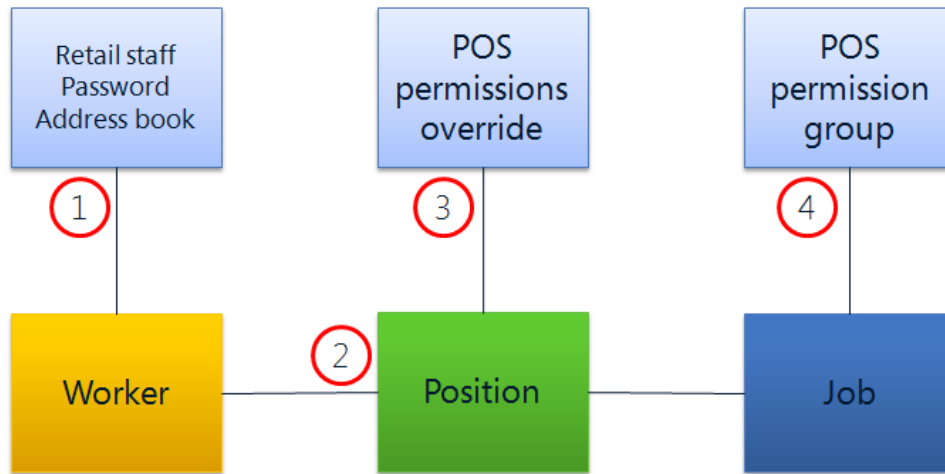 Retail staff
Password
Address book
POS
permissions
override
POS
permission
group
1
3
4
2
Worker
Position
Job